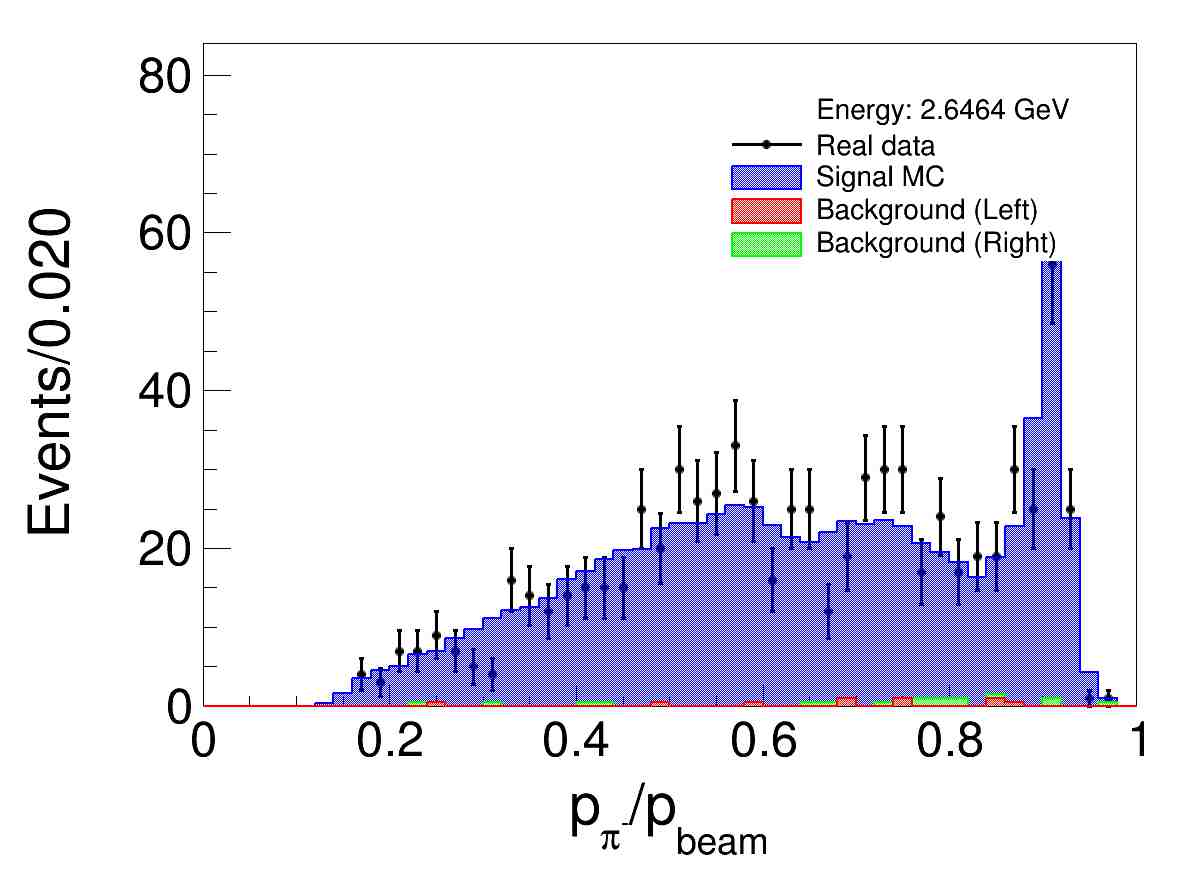 80
60
40
20
0
Events/0.020
Energy: 2.6464 GeV
Real data
Signal MC
Background (Left)
Background (Right)
0 0.2 0.4 0.6 0.8 1
pπ-/pbeam